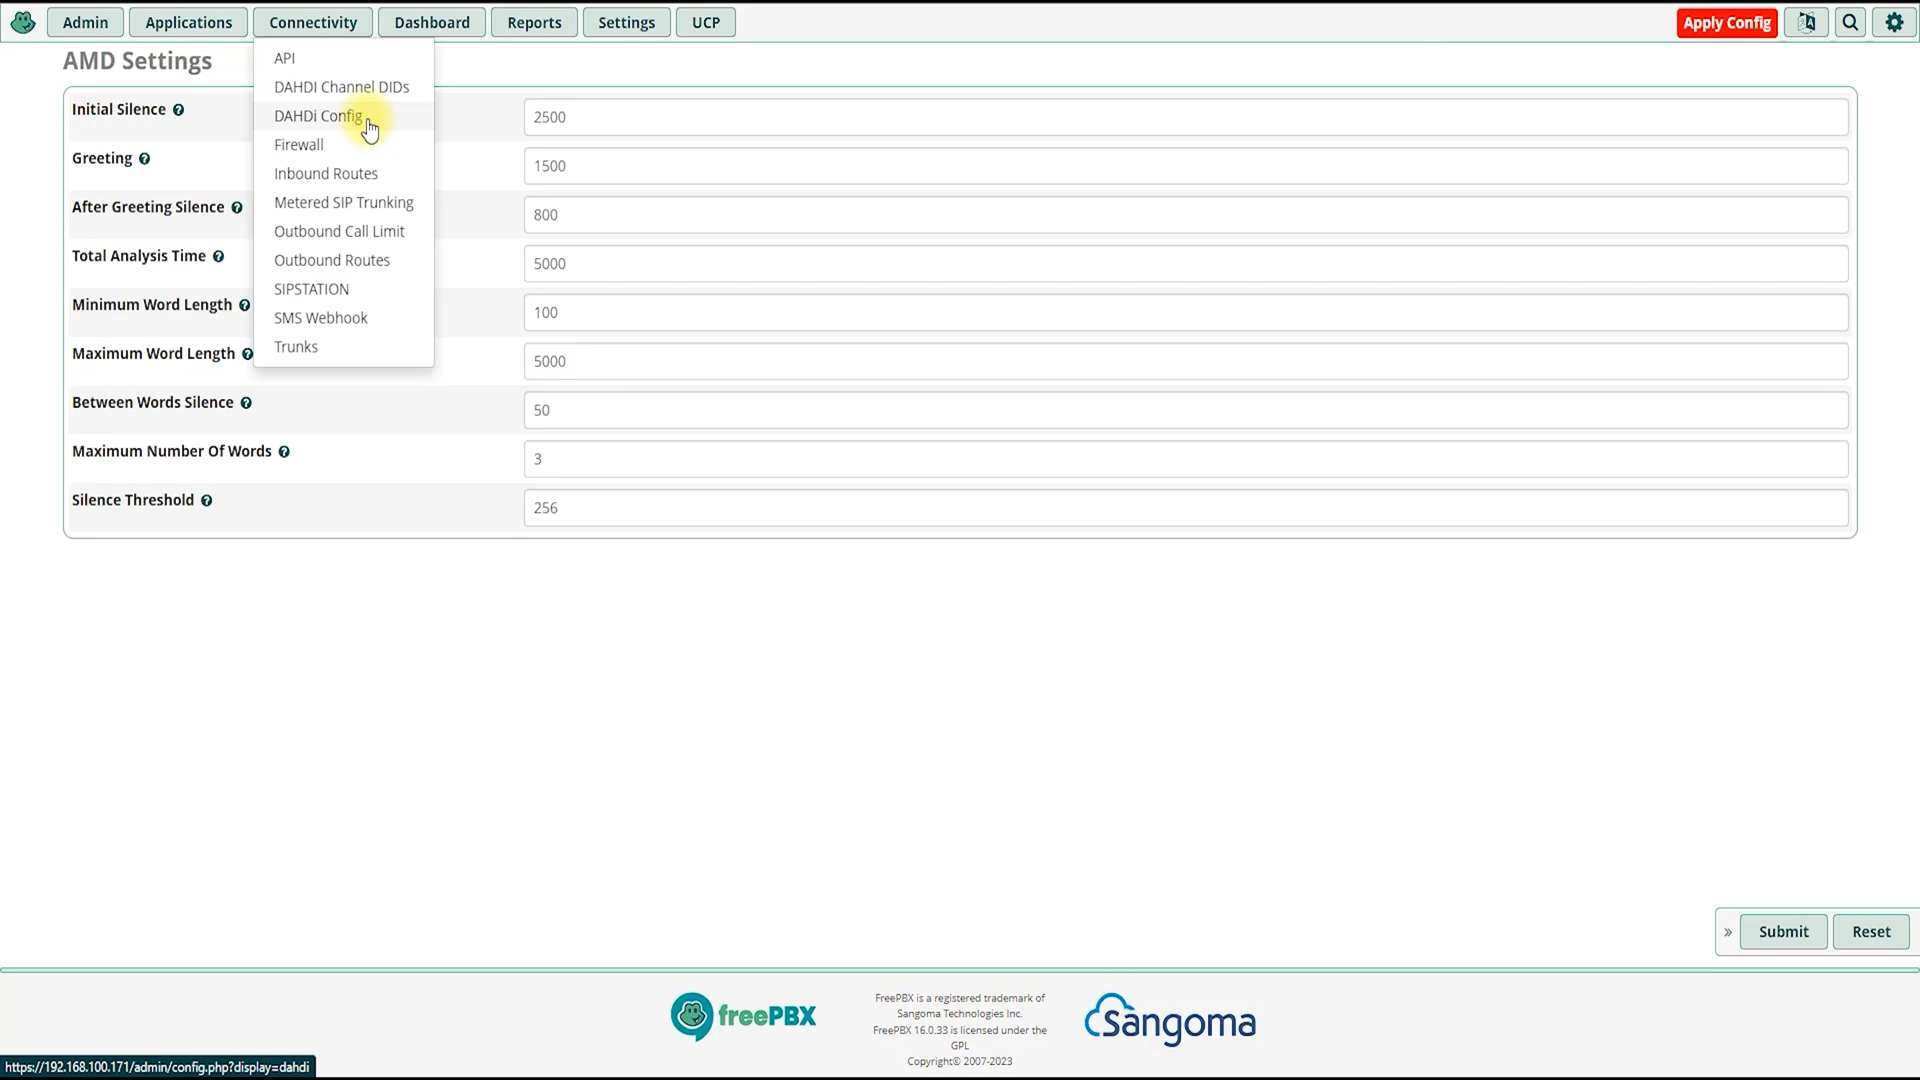 Admin
Applications
Connectivity
Dashboard
Reports
Settings
UCP
Apply Config
AMD Settings
API
DAHDI Channel DIDs
DAHDi Config
Firewall
Inbound Routes
Metered SIP Trunking
Outbound Call Limit
Outbound Routes
SIPSTATION
SMS Webhook
Trunks
Initial Silence
2500
Greeting
1500
After Greeting Silence
800
Total Analysis Time
5000
Minimum Word Length
100
Maximum Word Length
5000
Between Words Silence
50
Maximum Number Of Words
3
Silence Threshold
256
» Submit Reset
freePBX
FreePBX is a registered trademark of
Sangoma Technologies Inc.
FreePBX 16.0.33 is licensed under the
GPL
Copyright© 2007-2023
Sangoma
https://192.168.100.171/admin/config.php?display=dahdi